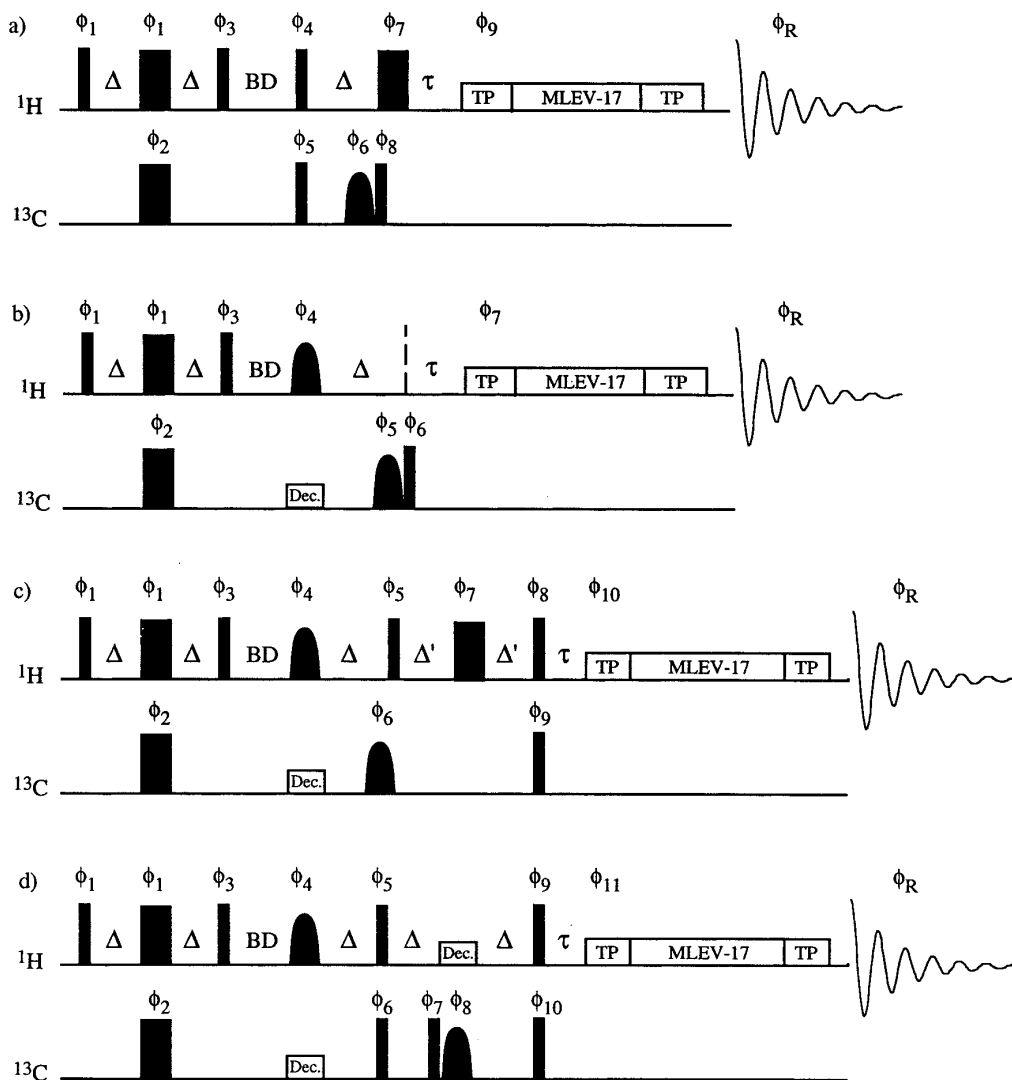 a) ϕ1 ϕ1 ϕ3 ϕ4 ϕ7 ϕ9 ϕR
Δ Δ BD Δ τ
1H TP MLEV-17 TP
ϕ2 ϕ5 ϕ6 ϕ8
13C
b) ϕ1 ϕ1 ϕ3 ϕ4 ϕ7 ϕR
Δ Δ BD Δ τ
1H TP MLEV-17 TP
ϕ2 ϕ5 ϕ6
13C Dec.
c) ϕ1 ϕ1 ϕ3 ϕ4 ϕ5 ϕ7 ϕ8 ϕ10 ϕR
Δ Δ BD Δ Δ' Δ' τ
1H TP MLEV-17 TP
ϕ2 ϕ6 ϕ9
13C Dec.
d) ϕ1 ϕ1 ϕ3 ϕ4 ϕ5 ϕ9 ϕ11 ϕR
Δ Δ BD Δ Δ Δ τ
1H Dec. TP MLEV-17 TP
ϕ2 ϕ6 ϕ7 ϕ8 ϕ10
13C Dec.